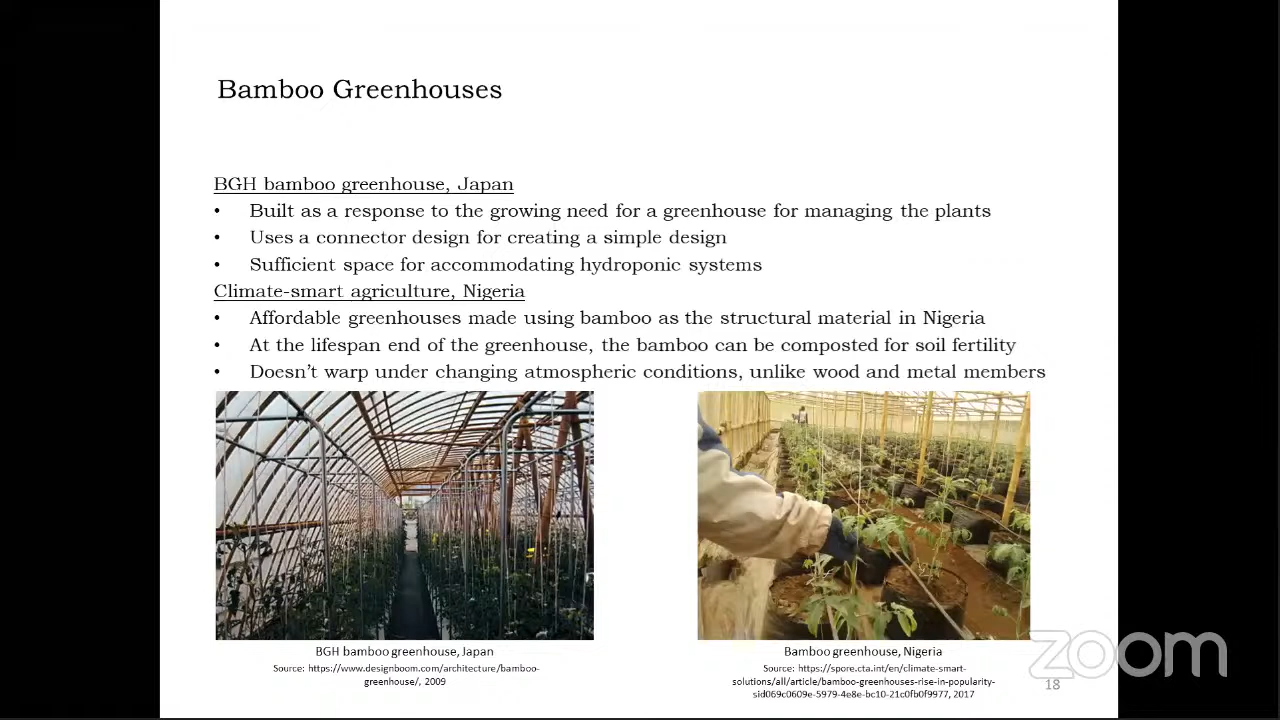 Bamboo Greenhouses
BGH bamboo greenhouse, Japan
• Built as a response to the growing need for a greenhouse for managing the plants
• Uses a connector design for creating a simple design
• Sufficient space for accommodating hydroponic systems
Climate-smart agriculture, Nigeria
• Affordable greenhouses made using bamboo as the structural material in Nigeria
• At the lifespan end of the greenhouse, the bamboo can be composted for soil fertility
• Doesn’t warp under changing atmospheric conditions, unlike wood and metal members
BGH bamboo greenhouse, Japan
Source: https://www.designboom.com/architecture/bamboo-
greenhouse/, 2009
Bamboo greenhouse, Nigeria
Source: https://spore.cta.int/en/climate-smart-
solutions/all/article/bamboo-greenhouses-rise-in-popularity-
sid069c0609e-5979-4e8e-bc10-21c0fb0f9977, 2017
zoom
18